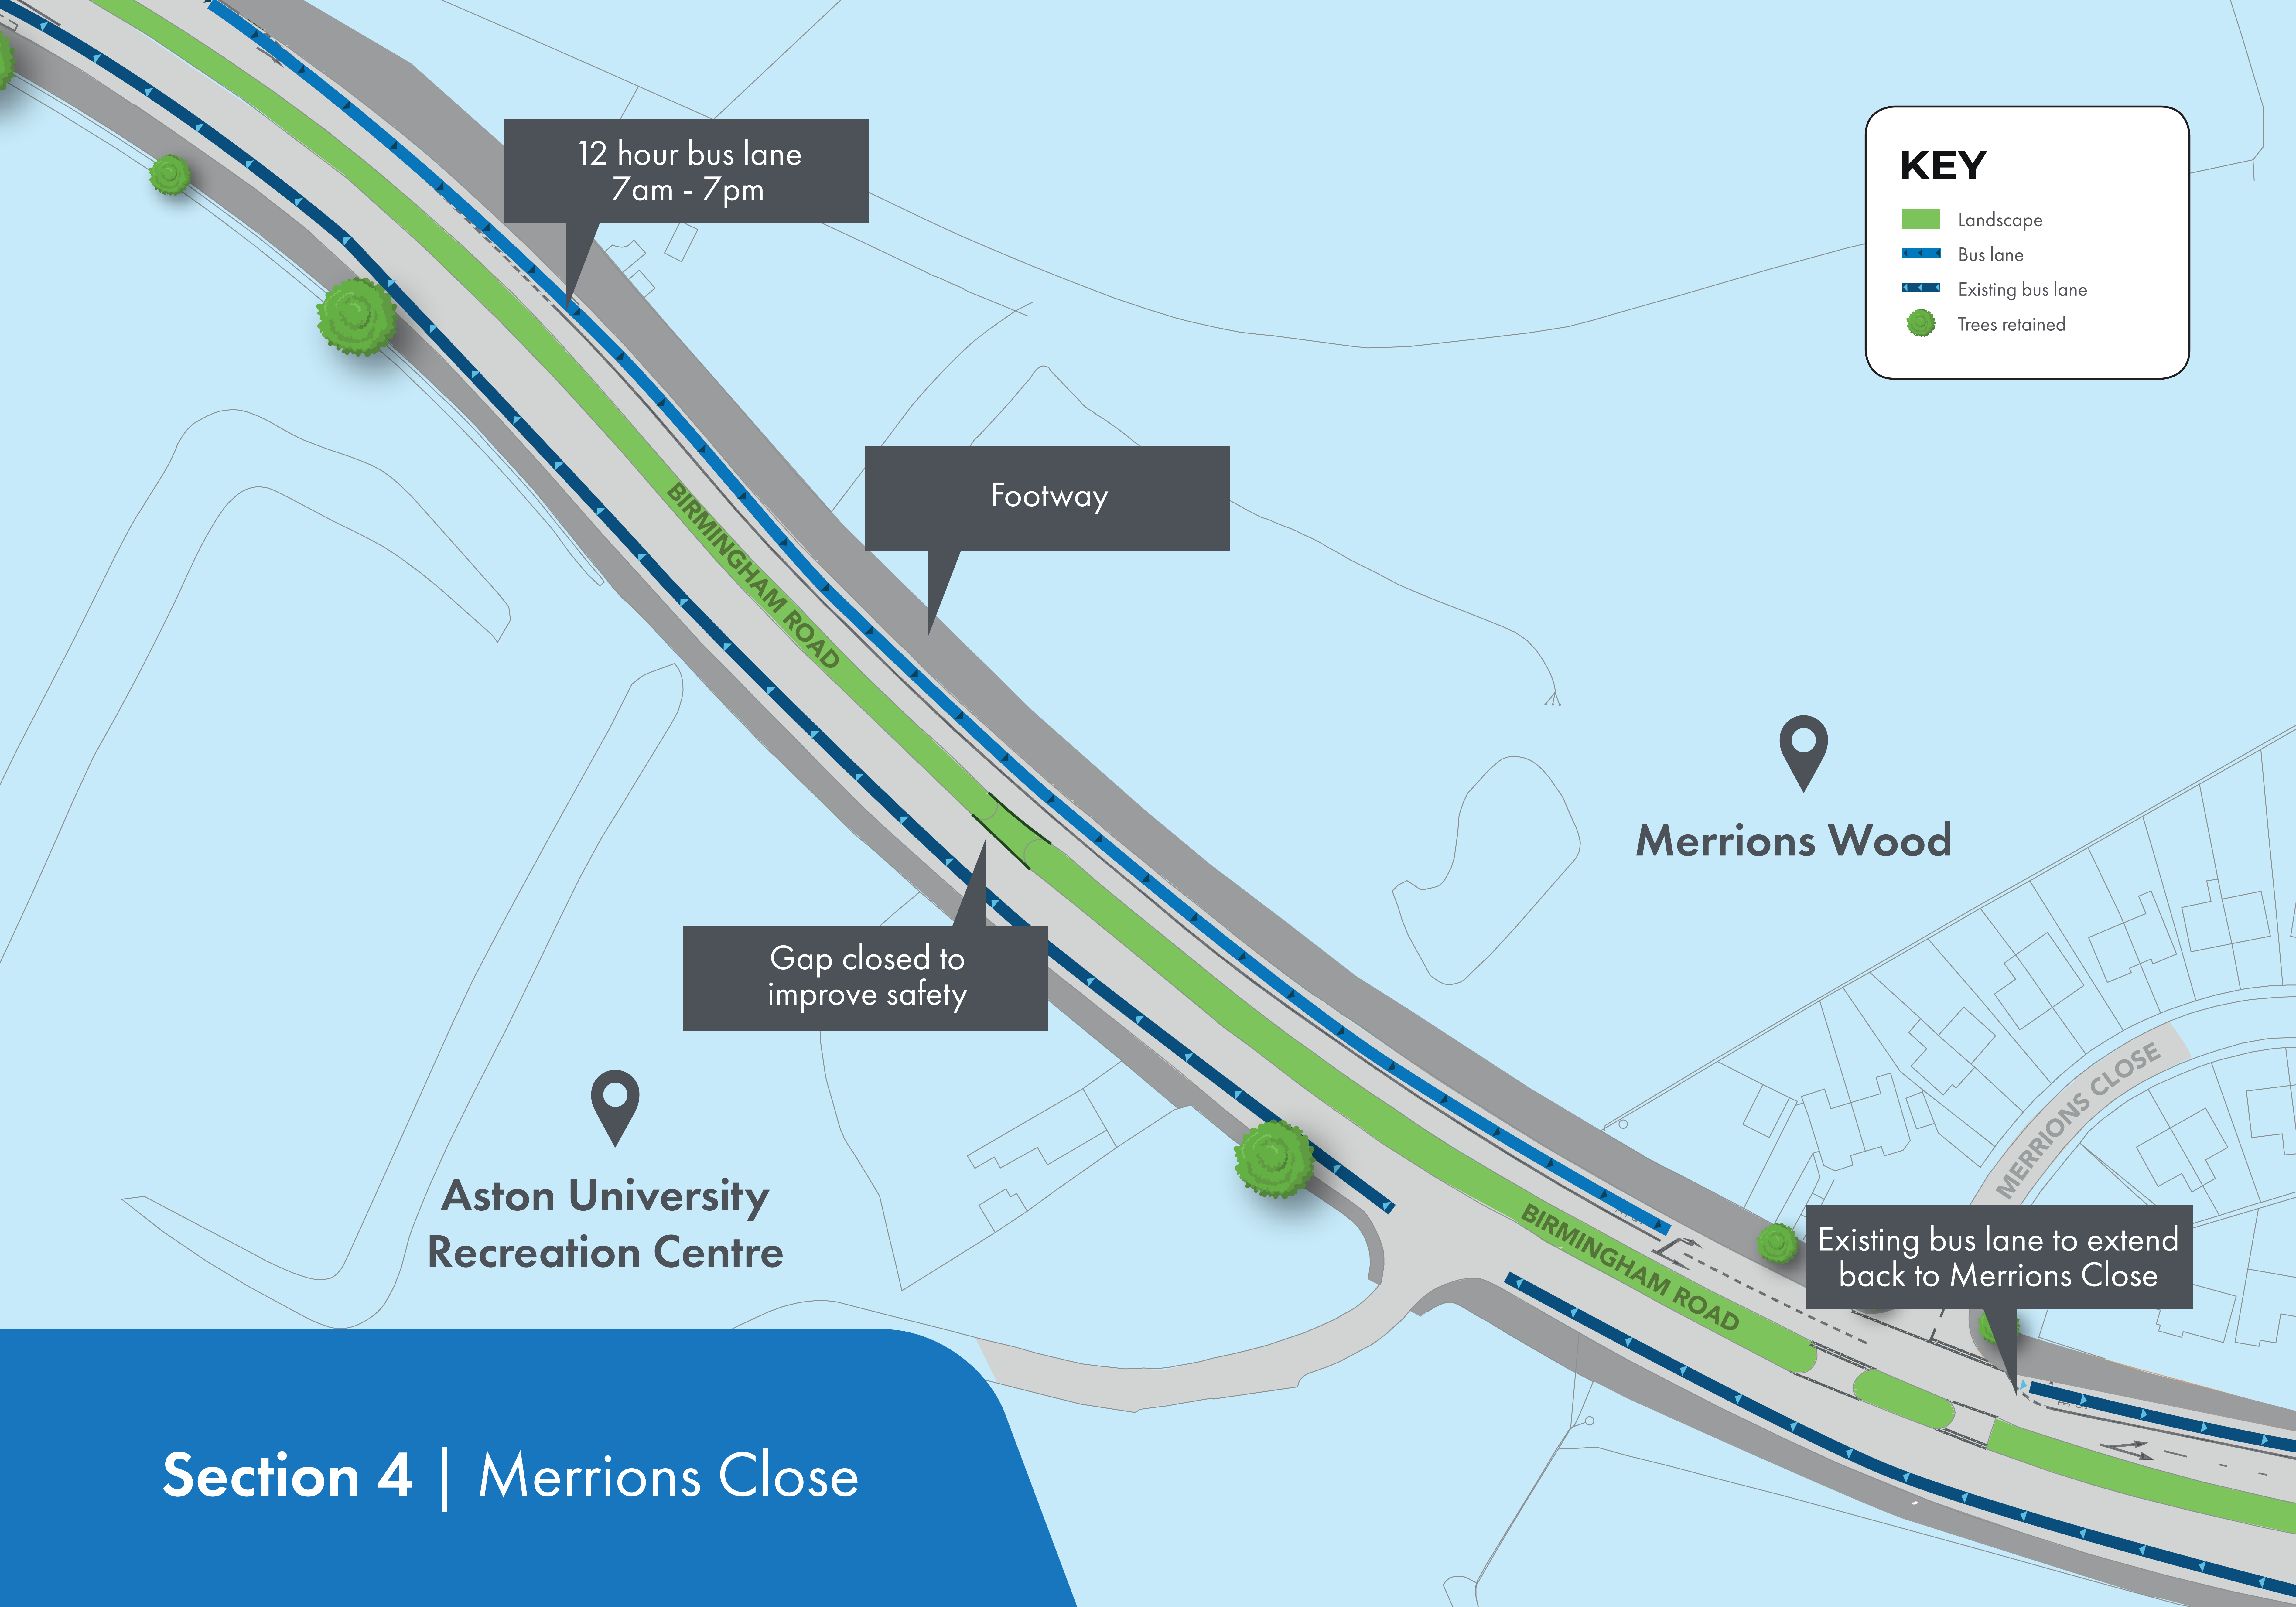 12 hour bus lane
7am - 7pm
KEY
Landscape
Bus lane
Existing bus lane
Trees retained
Footway
BIRMINGHAM ROAD
Merrions Wood
Gap closed to
improve safety
MERRIONS CLOSE
Aston University
Recreation Centre
BIRMINGHAM ROAD
Existing bus lane to extend
back to Merrions Close
Section 4 | Merrions Close